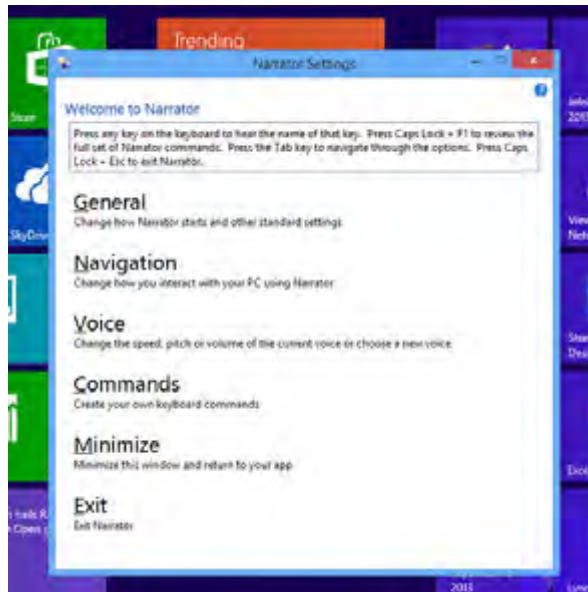 Trending
Narrator Settings
Store
Welcome to Narrator
Press any key on the keyboard to hear the name of that key. Press Caps Lock + F1 to review the
full set of Narrator commands. Press the Tab key to navigate through the options. Press Caps
Lock + Esc to exit Narrator.
General
Change how Narrator starts and other standard settings
SkyDriv
Navigation
Change how you interact with your PC using Narrator
Voice
Change the speed, pitch or volume of the current voice or choose a new voice
Commands
Create your own keyboard commands
Minimize
Minimize this window and return to your app
Exit
Exit Narrator
2013